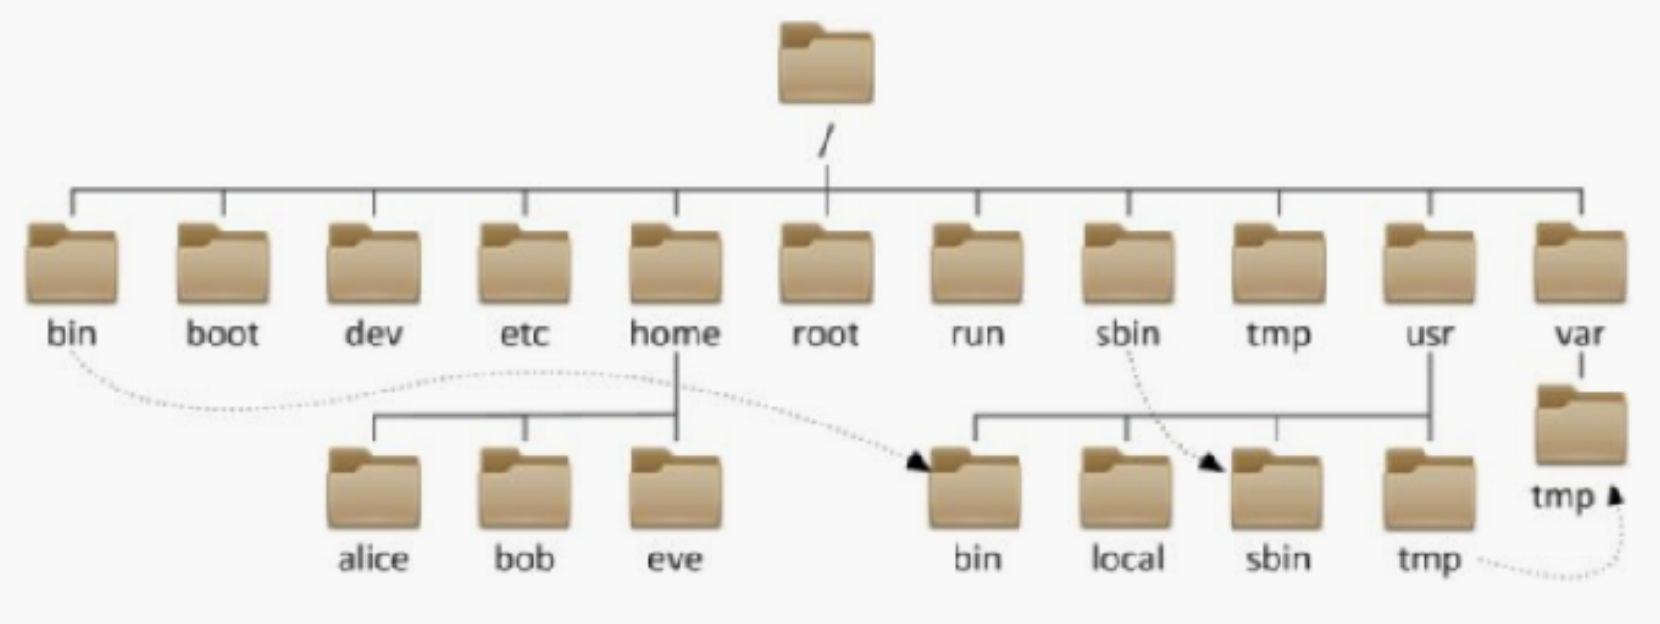 /
bin boot dev etc home root run sbin tmp usr var
tmp
alice bob eve bin local sbin tmp